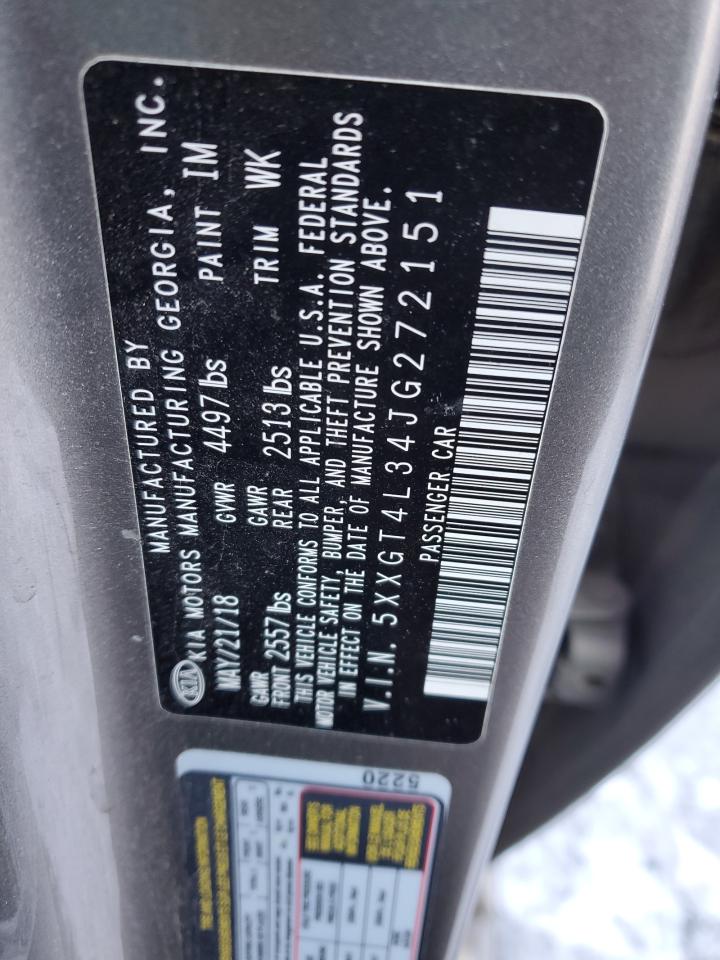 MANUFACTURED BY
KIA KIA MOTORS MANUFACTURING GEORGIA, INC.
MAY/21/18 GVWR 4497 lbs PAINT IM
GAWR FRONT 2557 lbs GAWR REAR 2513 lbs TRIM WK
THIS VEHICLE CONFORMS TO ALL APPLICABLE U.S.A. FEDERAL
MOTOR VEHICLE SAFETY, BUMPER, AND THEFT PREVENTION STANDARDS
IN EFFECT ON THE DATE OF MANUFACTURE SHOWN ABOVE.
V.I.N. 5XXGT4L34JG272151
PASSENGER CAR
5220